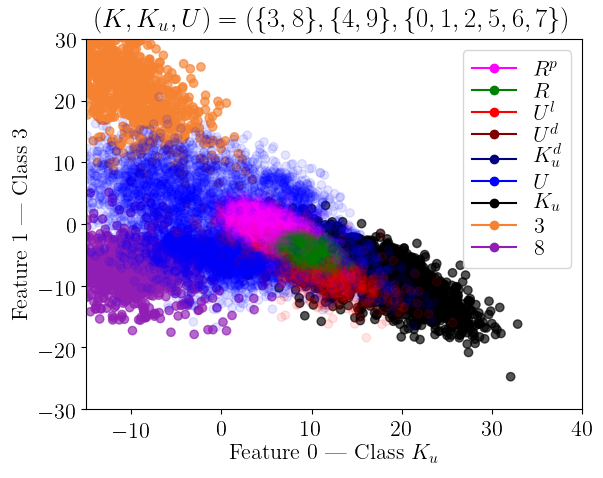 (K, K_u, U) = ({3, 8}, {4, 9}, {0, 1, 2, 5, 6, 7})
30
20
10
0
−10
−20
−30
Feature 1 — Class 3
−10
0
10
20
30
40
Feature 0 — Class K_u
R^p
R
U^l
U^d
K_u^d
U
K_u
3
8